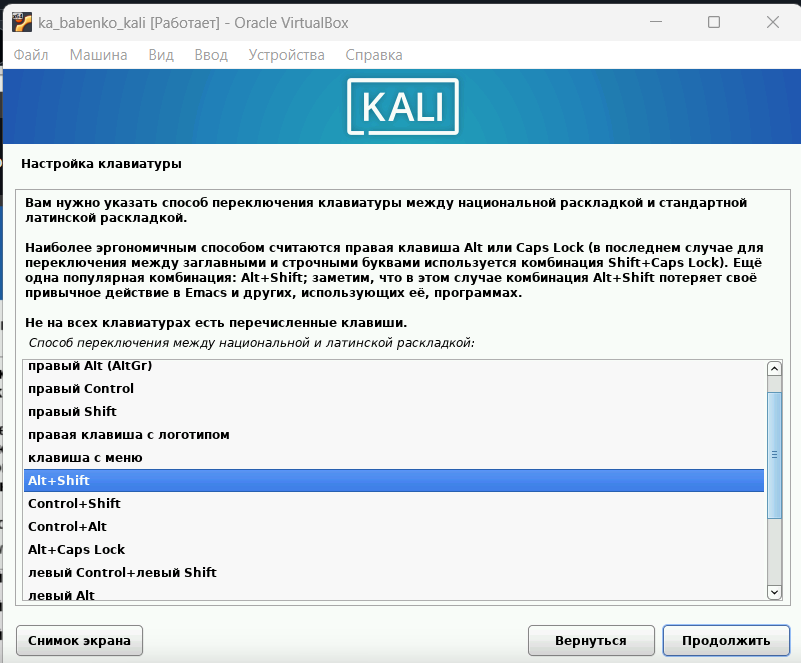 ka_babenko_kali [Работает] - Oracle VirtualBox
Файл Машина Вид Ввод Устройства Справка
KALI
Настройка клавиатуры
Вам нужно указать способ переключения клавиатуры между национальной раскладкой и стандартной
латинской раскладкой.
Наиболее эргономичным способом считаются правая клавиша Alt или Caps Lock (в последнем случае для
переключения между заглавными и строчными буквами используется комбинация Shift+Caps Lock). Ещё
одна популярная комбинация: Alt+Shift; заметим, что в этом случае комбинация Alt+Shift потеряет своё
привычное действие в Emacs и других, использующих её, программах.
Не на всех клавиатурах есть перечисленные клавиши.
Способ переключения между национальной и латинской раскладкой:
правый Alt (AltGr)
правый Control
правый Shift
правая клавиша с логотипом
клавиша с меню
Alt+Shift
Control+Shift
Control+Alt
Alt+Caps Lock
левый Control+левый Shift
левый Alt
Снимок экрана Вернуться Продолжить